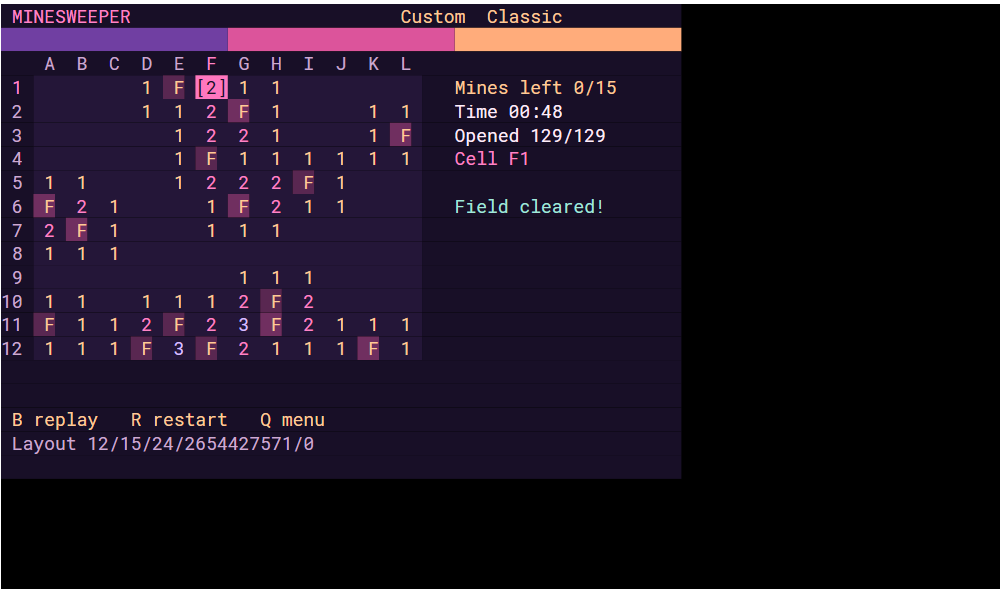 MINESWEEPER Custom Classic
A B C D E F G H I J K L
1 1 F [2] 1 1 Mines left 0/15
2 1 1 2 F 1 1 1 Time 00:48
3 1 2 2 1 1 F Opened 129/129
4 1 F 1 1 1 1 1 1 Cell F1
5 1 1 1 2 2 2 F 1
6 F 2 1 1 F 2 1 1 Field cleared!
7 2 F 1 1 1 1
8 1 1 1
9 1 1 1
10 1 1 1 1 1 2 F 2
11 F 1 1 2 F 2 3 F 2 1 1 1
12 1 1 1 F 3 F 2 1 1 1 F 1
B replay R restart Q menu
Layout 12/15/24/2654427571/0